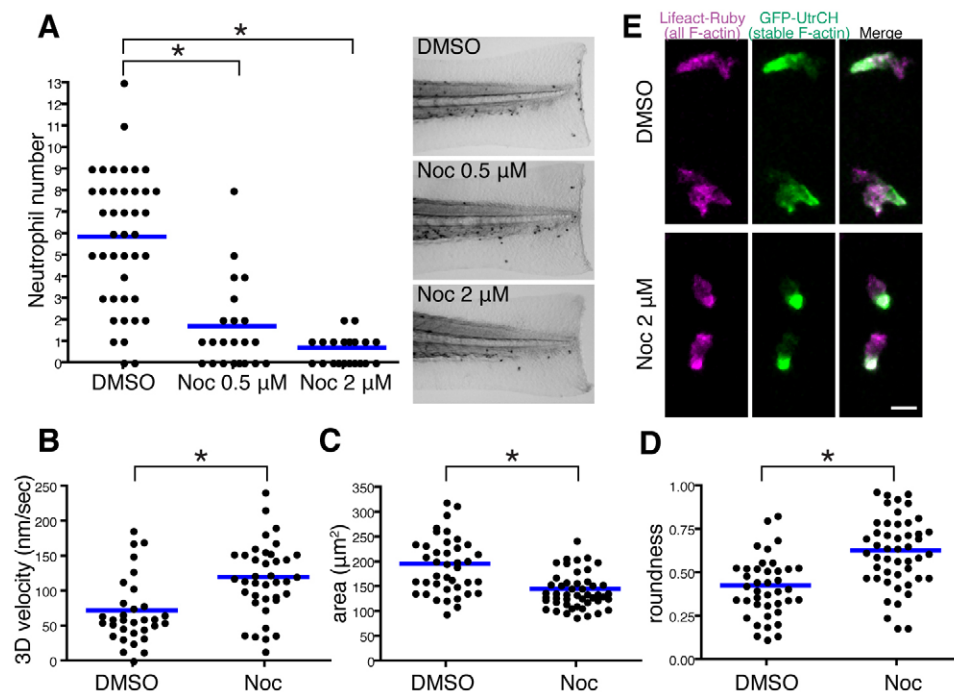 A
*
*
Neutrophil number
13
12
11
10
9
8
7
6
5
4
3
2
1
0
DMSO
Noc 0.5 µM
Noc 2 µM
DMSO
Noc 0.5 µM
Noc 2 µM
E
Lifeact-Ruby
(all F-actin)
GFP-UtrCH
(stable F-actin)
Merge
DMSO
Noc 2 µM
B
*
3D velocity (nm/sec)
250
200
150
100
50
0
DMSO
Noc
C
*
area (µm²)
350
300
250
200
150
100
50
0
DMSO
Noc
D
*
roundness
1.00
0.75
0.50
0.25
0.00
DMSO
Noc